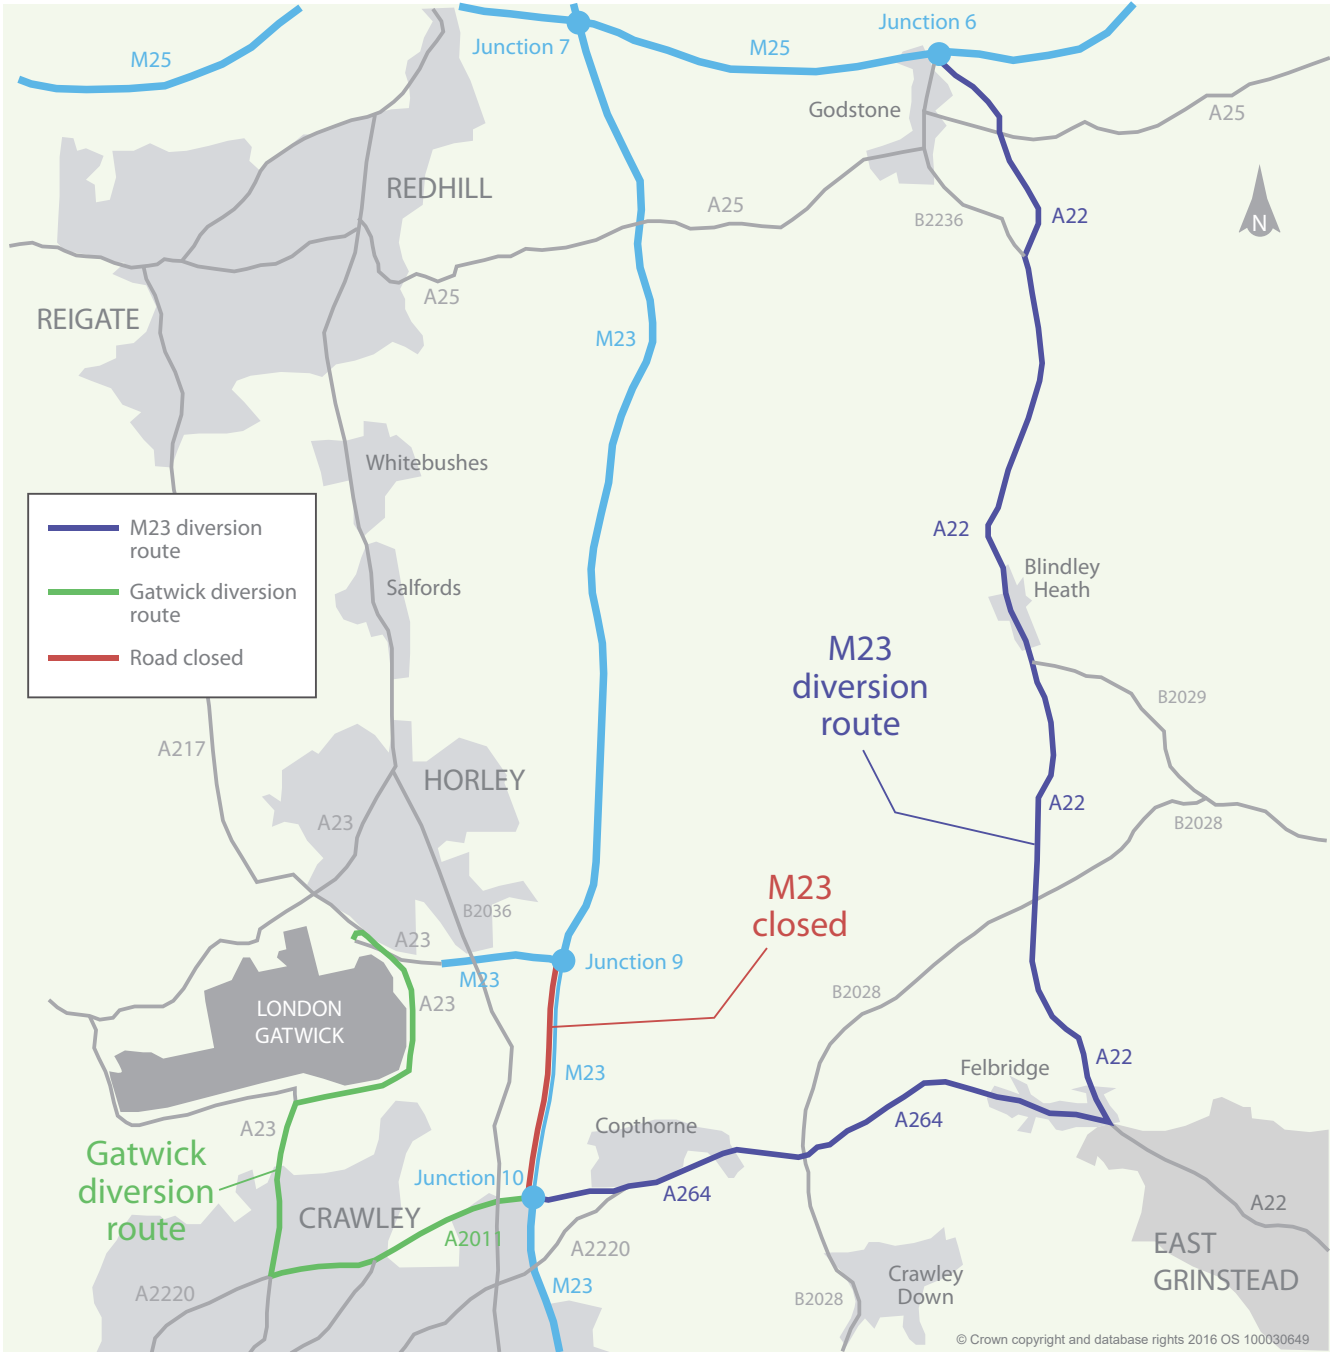 M25
Junction 7
M25
Junction 6
Godstone
A25
REDHILL
A25
B2236
A22
N
A25
REIGATE
M23
Whitebushes
M23 diversion
route
Gatwick diversion
route
Road closed
A22
Blindley
Heath
Salfords
M23
diversion
route
B2029
A217
HORLEY
A23
A22
B2028
M23
closed
B2036
A23
Junction 9
M23
A23
B2028
LONDON
GATWICK
A22
Felbridge
M23
A23
Copthorne
A264
Gatwick
diversion
route
Junction 10
A264
CRAWLEY
A2011
A2220
A22
EAST
GRINSTEAD
A2220
M23
Crawley
Down
B2028
© Crown copyright and database rights 2016 OS 100030649